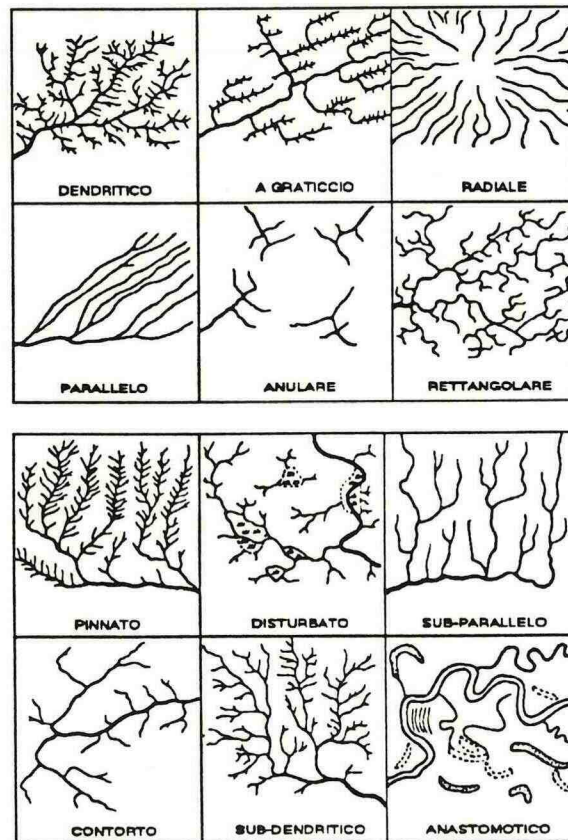 DENDRITICO
A GRATICCIO
RADIALE
PARALLELO
ANULARE
RETTANGOLARE
PINNATO
DISTURBATO
SUB-PARALLELO
CONTORTO
SUB-DENDRITICO
ANASTOMOTICO